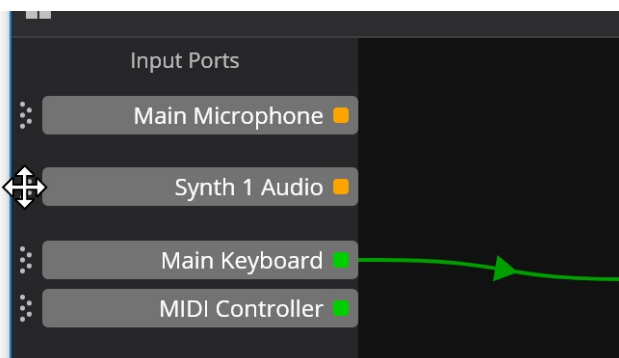 Input Ports
Main Microphone
Synth 1 Audio
Main Keyboard
MIDI Controller